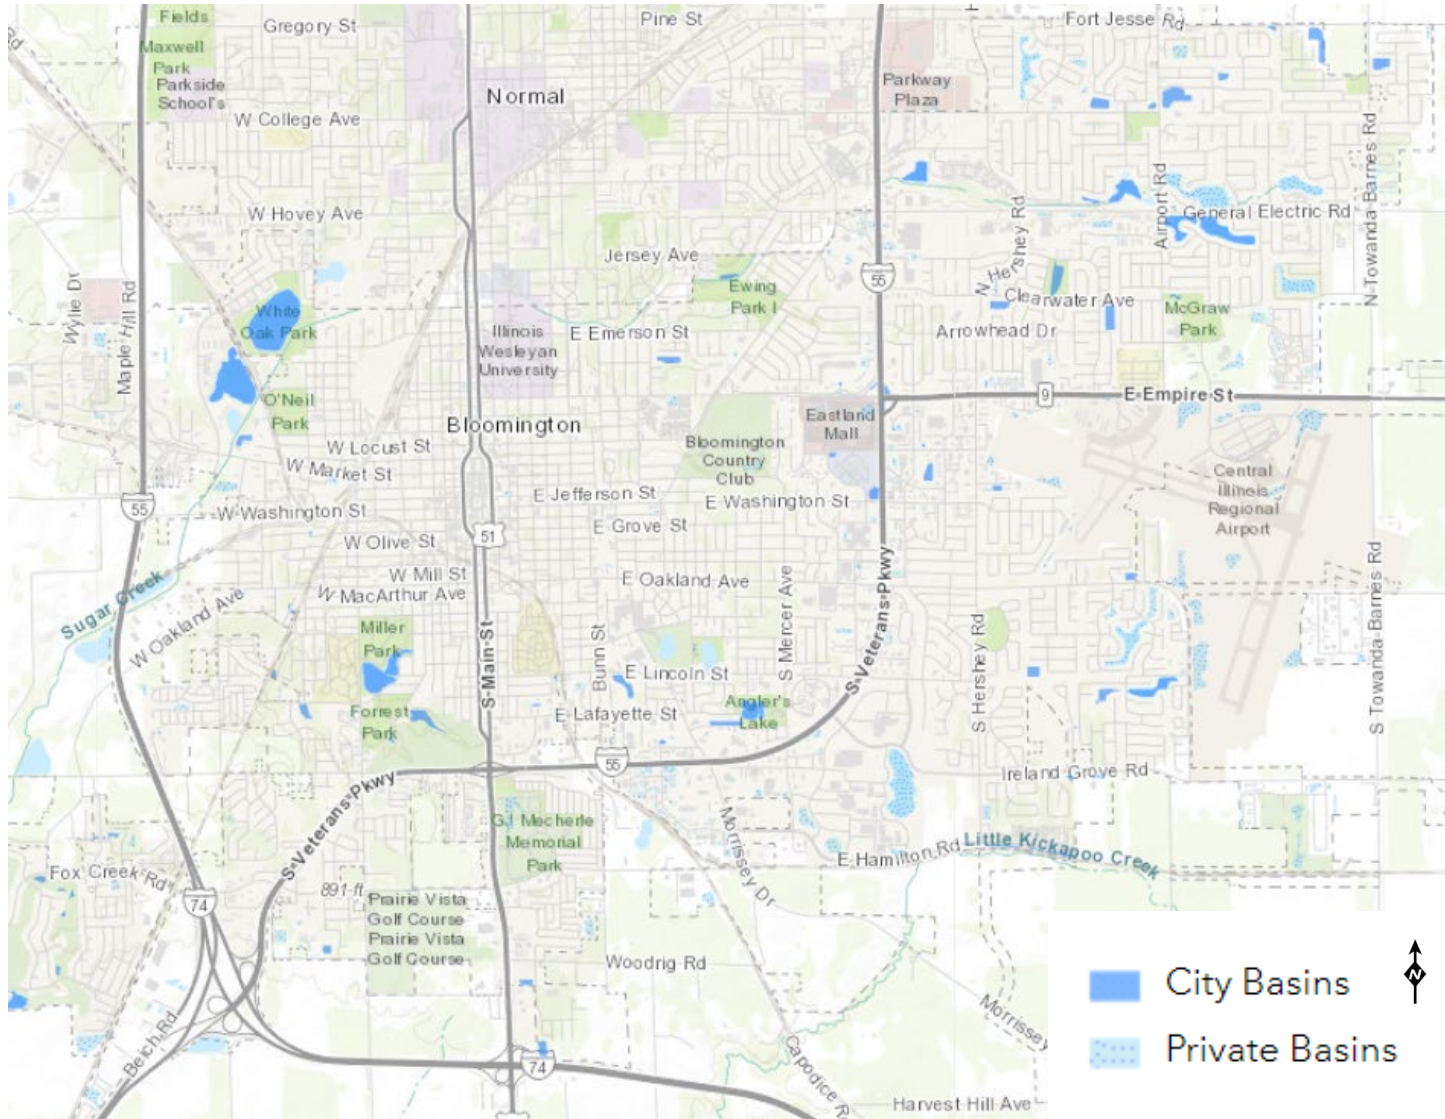 Fields
Gregory St
Pine St
Fort Jesse Rd
Rd
Maxwell
Park
Parkside
School's
Parkway
Plaza
Normal
W College Ave
N Towanda Barnes Rd
W Hovey Ave
Airport Rd
General Electric Rd
N Hershey Rd
Jersey Ave
55
Ewing
Park I
Clearwater Ave
McGraw
Park
Arrowhead Dr
Maple Hill Rd
White
Oak Park
Illinois
Wesleyan
University
E Emerson St
O'Neil
Park
9
E Empire St
Eastland
Mall
Bloomington
W Locust St
W Market St
Bloomington
Country
Club
Central
Illinois
Regional
Airport
E Jefferson St
E Washington St
55
W Washington St
E Grove St
51
W Olive St
W Mill St
W MacArthur Ave
E Oakland Ave
S Mercer Ave
S Veterans Pkwy
S Towanda Barnes Rd
Sugar Creek
W Oakland Ave
Miller
Park
S Main St
Bunn St
E Lincoln St
S Hershey Rd
Forrest
Park
E Lafayette St
Angler's
Lake
55
Ireland Grove Rd
S Veterans Pkwy
GJ Mecherle
Memorial
Park
Morrissey Dr
E Hamilton Rd
Little Kickapoo Creek
Fox Creek Rd
74
891 ft
Prairie Vista
Golf Course
Prairie Vista
Golf Course
Woodrig Rd
City Basins
N
Private Basins
Morrissey
Beich Rd
74
Capodice Rd
Harvest Hill Ave